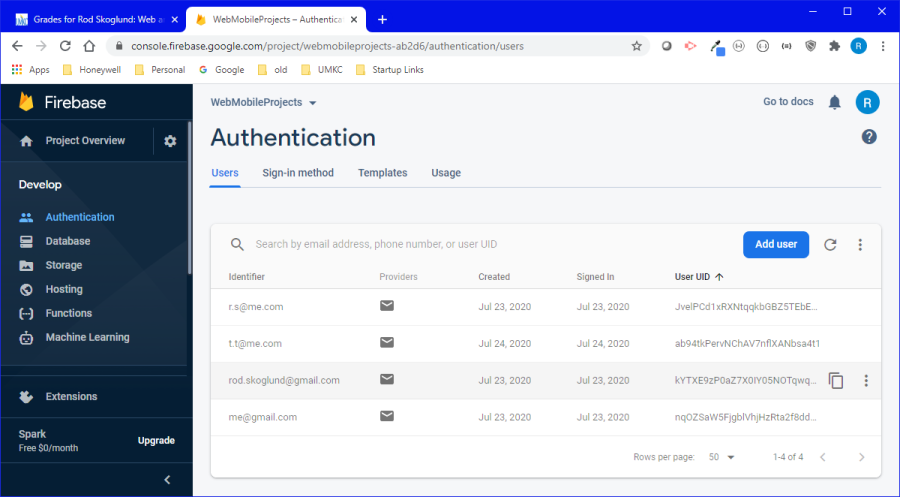 Grades for Rod Skoglund: Web an
WebMobileProjects – Authenticati
console.firebase.google.com/project/webmobileprojects-ab2d6/authentication/users
R
Apps
Honeywell
Personal
Google
old
UMKC
Startup Links
Firebase
WebMobileProjects
Go to docs
R
Project Overview
Authentication
Develop
Users
Sign-in method
Templates
Usage
Authentication
Database
Storage
Hosting
Functions
Machine Learning
Extensions
Spark
Free $0/month
Upgrade
Search by email address, phone number, or user UID
Add user
Identifier
Providers
Created
Signed In
User UID
r.s@me.com
Jul 23, 2020
Jul 23, 2020
JvelPCd1xRXNtqqkbGBZ5TEbE...
t.t@me.com
Jul 24, 2020
Jul 24, 2020
ab94tkPervNChAV7nflXANbsa4t1
rod.skoglund@gmail.com
Jul 23, 2020
Jul 23, 2020
kYTXE9zP0aZ7X0IY05NOTqwq...
me@gmail.com
Jul 23, 2020
Jul 23, 2020
nqOZSaW5FjgblVhjHzRta2f8dd...
Rows per page:
50
1-4 of 4